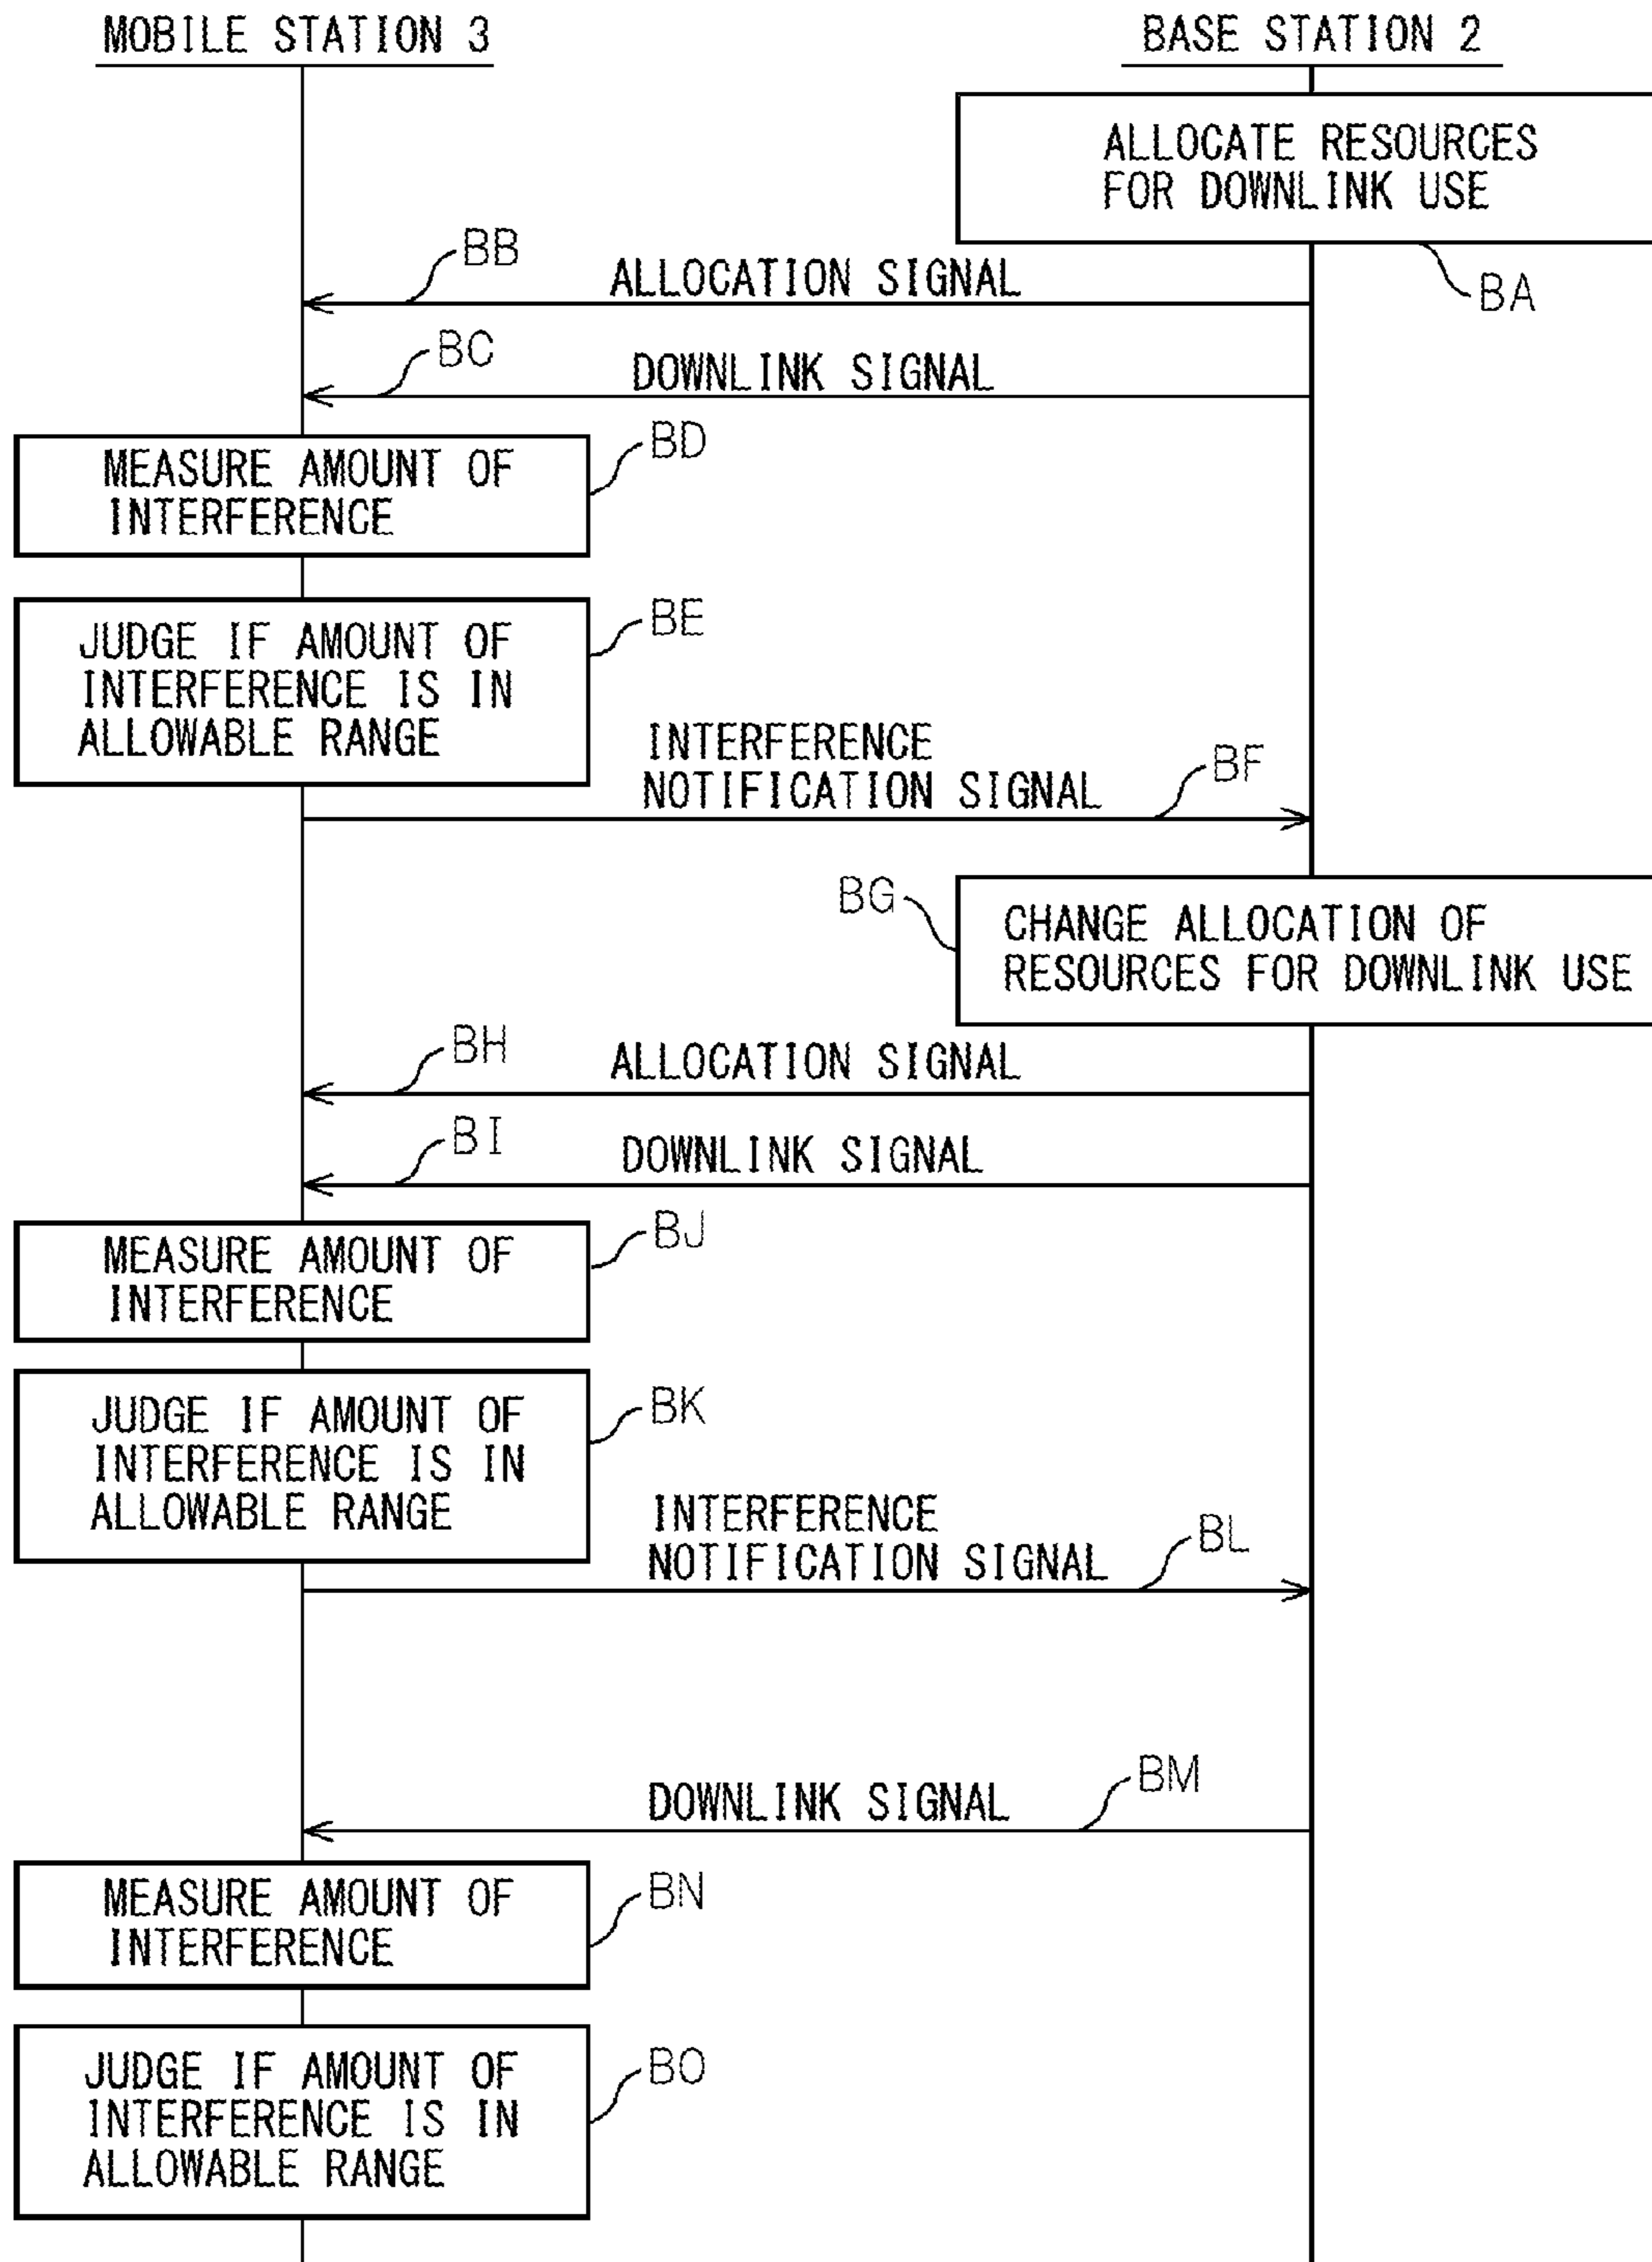 MOBILE STATION 3
BASE STATION 2
ALLOCATE RESOURCES
FOR DOWNLINK USE
BA
BB
ALLOCATION SIGNAL
BC
DOWNLINK SIGNAL
MEASURE AMOUNT OF
INTERFERENCE
BD
JUDGE IF AMOUNT OF
INTERFERENCE IS IN
ALLOWABLE RANGE
BE
INTERFERENCE
NOTIFICATION SIGNAL
BF
BG
CHANGE ALLOCATION OF
RESOURCES FOR DOWNLINK USE
BH
ALLOCATION SIGNAL
BI
DOWNLINK SIGNAL
MEASURE AMOUNT OF
INTERFERENCE
BJ
JUDGE IF AMOUNT OF
INTERFERENCE IS IN
ALLOWABLE RANGE
BK
INTERFERENCE
NOTIFICATION SIGNAL
BL
DOWNLINK SIGNAL
BM
MEASURE AMOUNT OF
INTERFERENCE
BN
JUDGE IF AMOUNT OF
INTERFERENCE IS IN
ALLOWABLE RANGE
BO